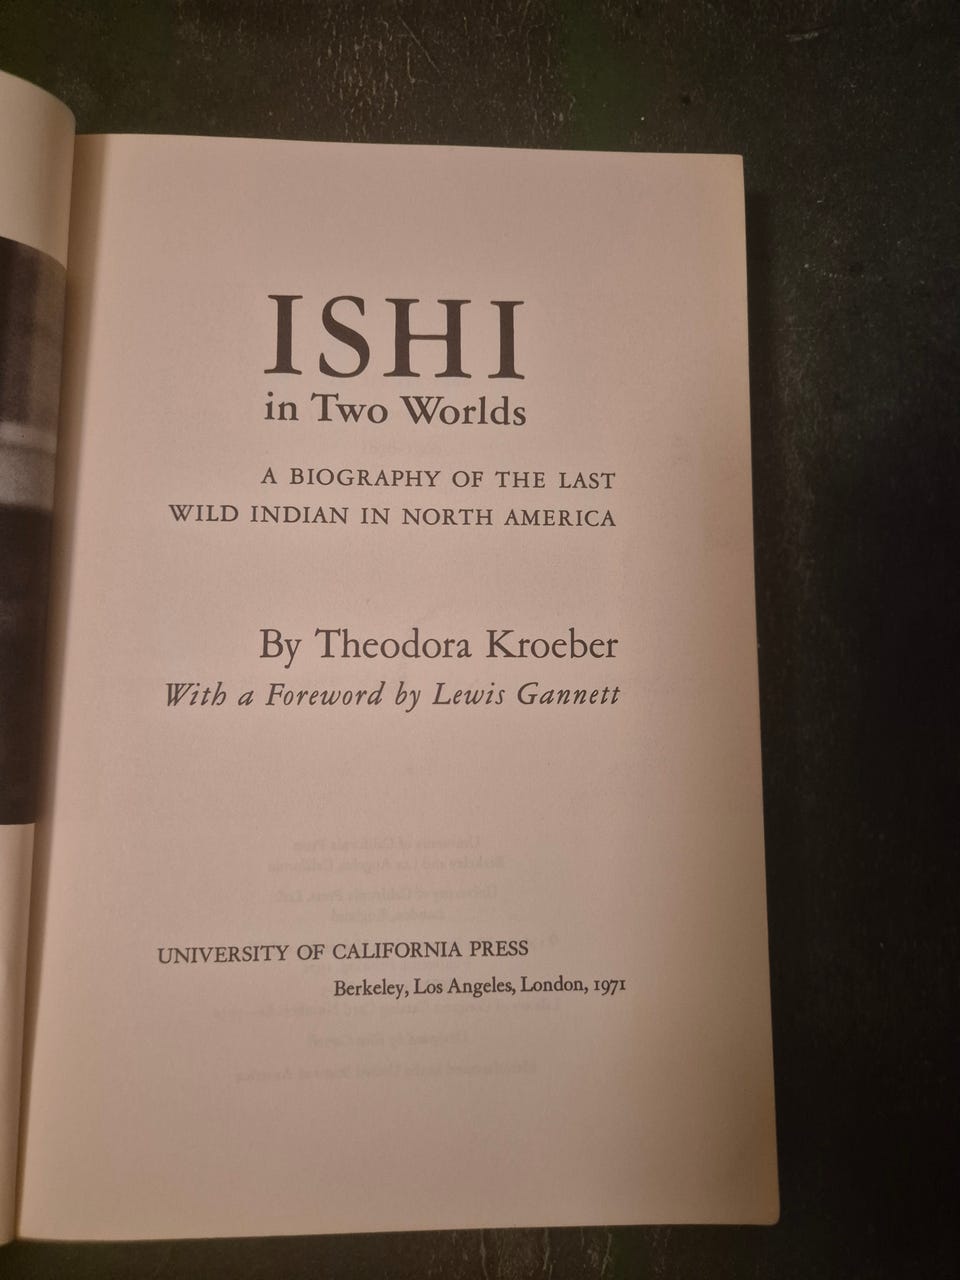 ISHI
in Two Worlds
A BIOGRAPHY OF THE LAST
WILD INDIAN IN NORTH AMERICA
By Theodora Kroeber
With a Foreword by Lewis Gannett
UNIVERSITY OF CALIFORNIA PRESS
Berkeley, Los Angeles, London, 1971